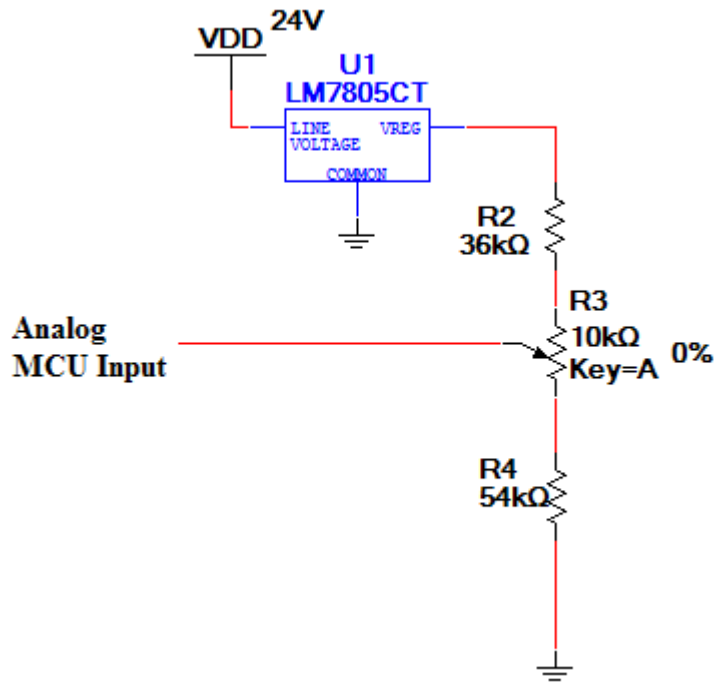 24V
VDD
U1
LM7805CT
LINE VREG
VOLTAGE
COMMON
R2
36kΩ
R3
10kΩ
0%
Key=A
Analog
MCU Input
R4
54kΩ